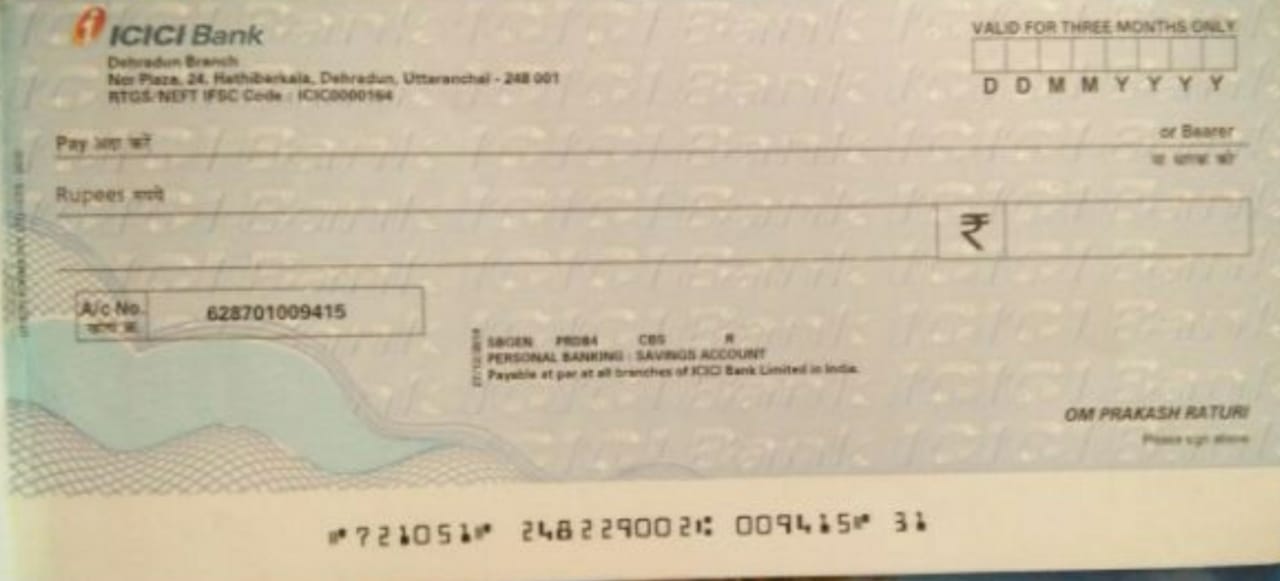 ICICI Bank
Dehradun Branch
Ncr Plaza, 24, Hathibarkala, Dehradun, Uttaranchal - 248 001
RTGS/NEFT IFSC Code : ICIC0000164
VALID FOR THREE MONTHS ONLY
D D M M Y Y Y Y
Pay अदा करें
or Bearer
या धारक को
Rupees रुपये
₹
A/c No.
खाता क्र.
628701009415
SBGEN PRD84 CBS R
PERSONAL BANKING : SAVINGS ACCOUNT
Payable at par at all branches of ICICI Bank Limited in India.
OM PRAKASH RATURI
Please sign above
⑈721051⑈ 248229002⑆ 009415⑈ 31